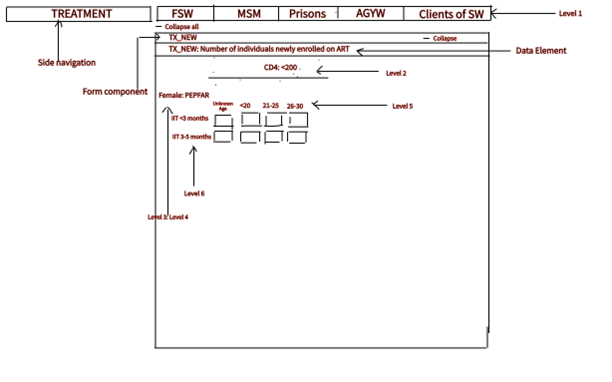 TREATMENT FSW MSM Prisons AGYW Clients of SW Level 1
— Collapse all
TX_NEW — Collapse
TX_NEW: Number of individuals newly enrolled on ART Data Element
Side navigation
CD4: <200 . Level 2
Form component
Female: PEPFAR
Unknown Age <20 21-25 26-30 Level 5
IIT <3 months
IIT 3-5 months
Level 6
Level 3: Level 4